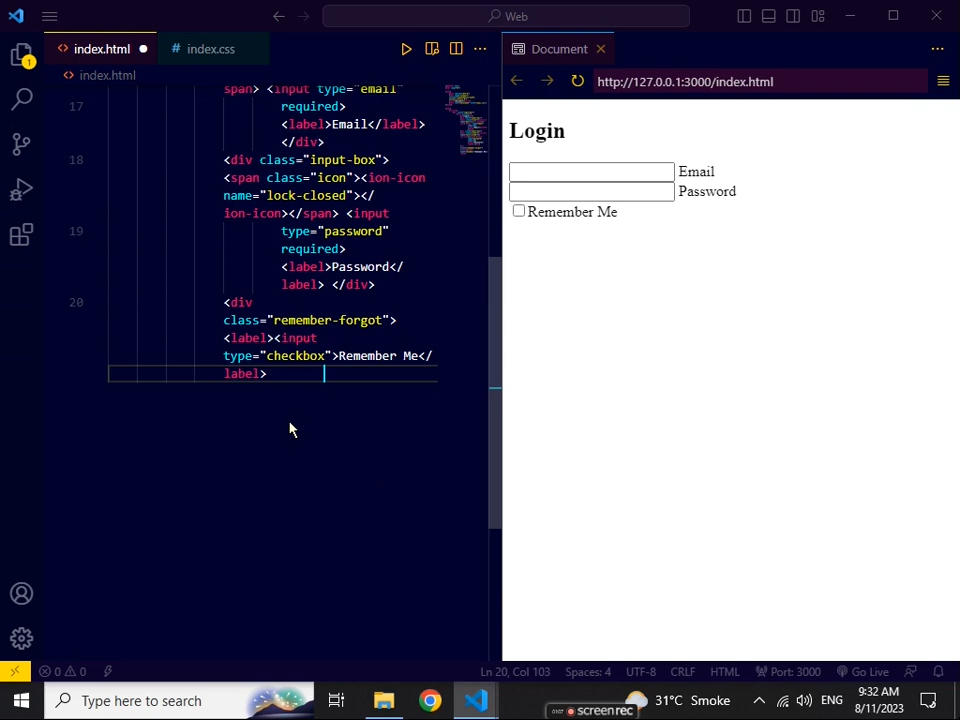 Web
index.html
index.css
Document
index.html
http://127.0.0.1:3000/index.html
span> <input type="email"
17
required>
<label>Email</label>
</div>
18
<div class="input-box">
<span class="icon"><ion-icon
name="lock-closed"></
ion-icon></span> <input
19
type="password"
required>
<label>Password</
label> </div>
20
<div
class="remember-forgot">
<label><input
type="checkbox">Remember Me</
label>
Login
Email
Password
Remember Me
0 0
Ln 20, Col 103
Spaces: 4
UTF-8
CRLF
HTML
Port: 3000
Go Live
Type here to search
31°C Smoke
ENG
9:32 AM
8/11/2023
screenrec